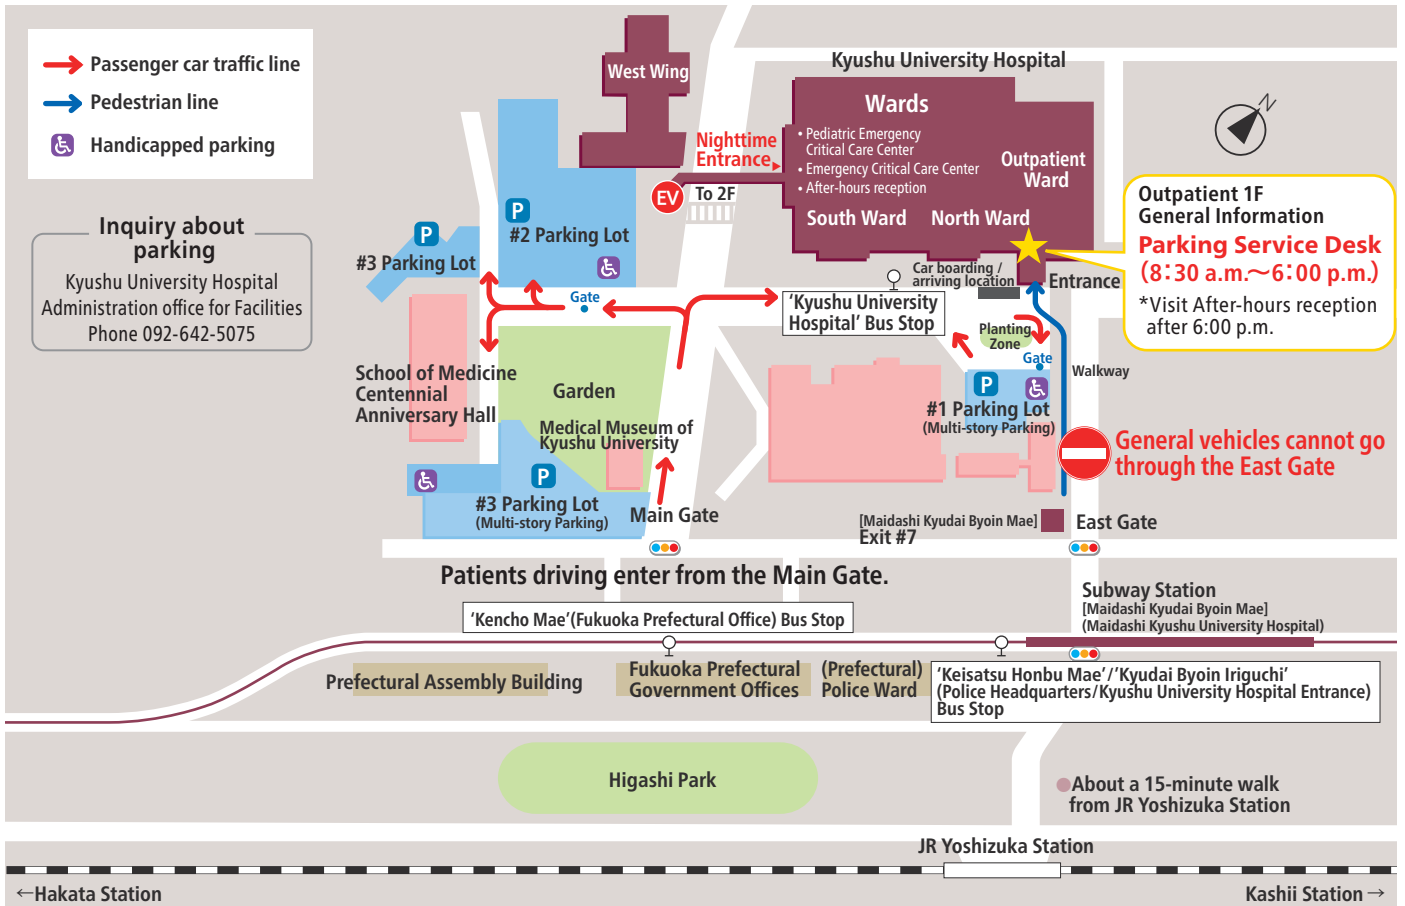 Passenger car traffic line
Pedestrian line
Handicapped parking
Inquiry about
parking
Kyushu University Hospital
Administration office for Facilities
Phone 092-642-5075
West Wing
Kyushu University Hospital
Wards
• Pediatric Emergency
Critical Care Center
• Emergency Critical Care Center
• After-hours reception
Outpatient
Ward
South Ward
North Ward
Nighttime
Entrance
EV
To 2F
N
Outpatient 1F
General Information
Parking Service Desk
(8:30 a.m.～6:00 p.m.)
*Visit After-hours reception
after 6:00 p.m.
P
#2 Parking Lot
P
#3 Parking Lot
Gate
Car boarding /
arriving location
Entrance
‘Kyushu University
Hospital’ Bus Stop
Planting
Zone
Gate
Walkway
P
#1 Parking Lot
(Multi-story Parking)
School of Medicine
Centennial
Anniversary Hall
Garden
Medical Museum of
Kyushu University
P
#3 Parking Lot
(Multi-story Parking)
Main Gate
General vehicles cannot go
through the East Gate
[Maidashi Kyudai Byoin Mae]
Exit #7
East Gate
Patients driving enter from the Main Gate.
Subway Station
[Maidashi Kyudai Byoin Mae]
(Maidashi Kyushu University Hospital)
‘Kencho Mae’(Fukuoka Prefectural Office) Bus Stop
Prefectural Assembly Building
Fukuoka Prefectural
Government Offices
(Prefectural)
Police Ward
‘Keisatsu Honbu Mae’/‘Kyudai Byoin Iriguchi’
(Police Headquarters/Kyushu University Hospital Entrance)
Bus Stop
Higashi Park
About a 15-minute walk
from JR Yoshizuka Station
JR Yoshizuka Station
←Hakata Station
Kashii Station→